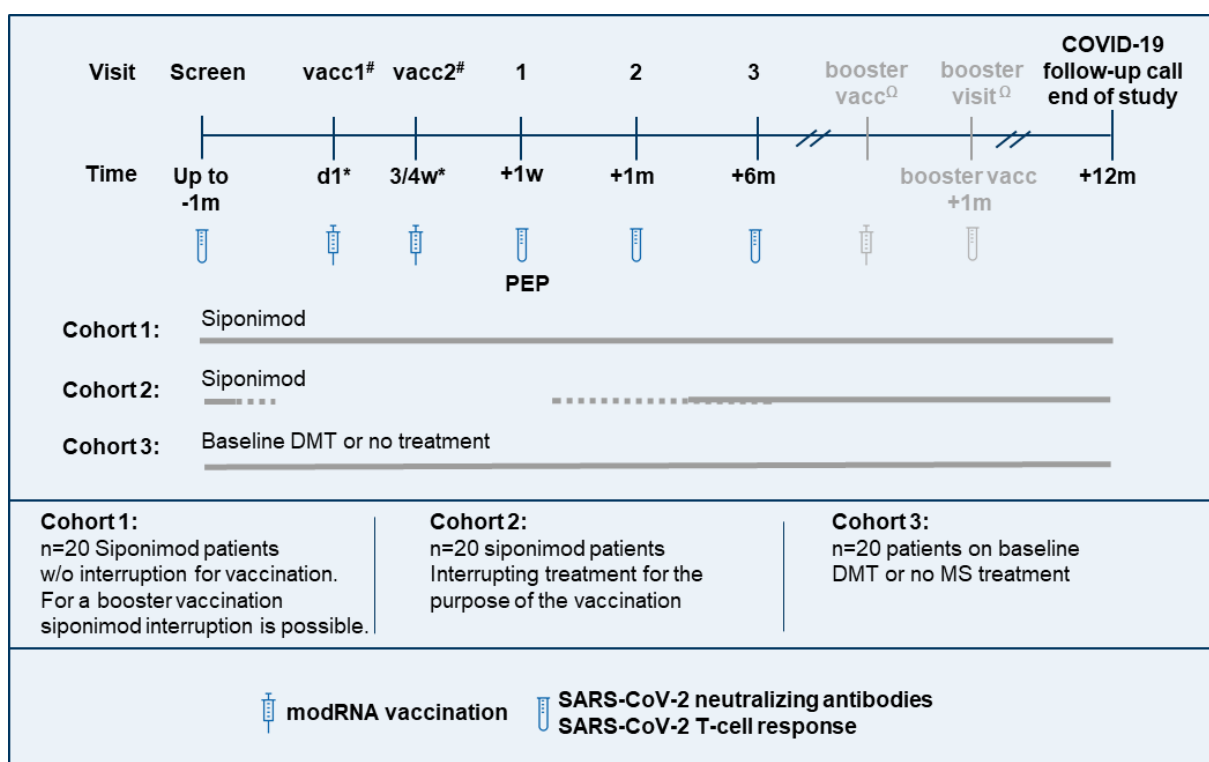 Visit Screen vacc1# vacc2# 1 2 3 booster vaccΩ booster visitΩ COVID-19 follow-up call end of study
Time Up to -1m d1* 3/4w* +1w +1m +6m booster vacc +1m +12m
PEP
Cohort 1: Siponimod
Cohort 2: Siponimod
Cohort 3: Baseline DMT or no treatment
Cohort 1:
n=20 Siponimod patients
w/o interruption for vaccination.
For a booster vaccination
siponimod interruption is possible.
Cohort 2:
n=20 siponimod patients
Interrupting treatment for the
purpose of the vaccination
Cohort 3:
n=20 patients on baseline
DMT or no MS treatment
modRNA vaccination
SARS-CoV-2 neutralizing antibodies
SARS-CoV-2 T-cell response